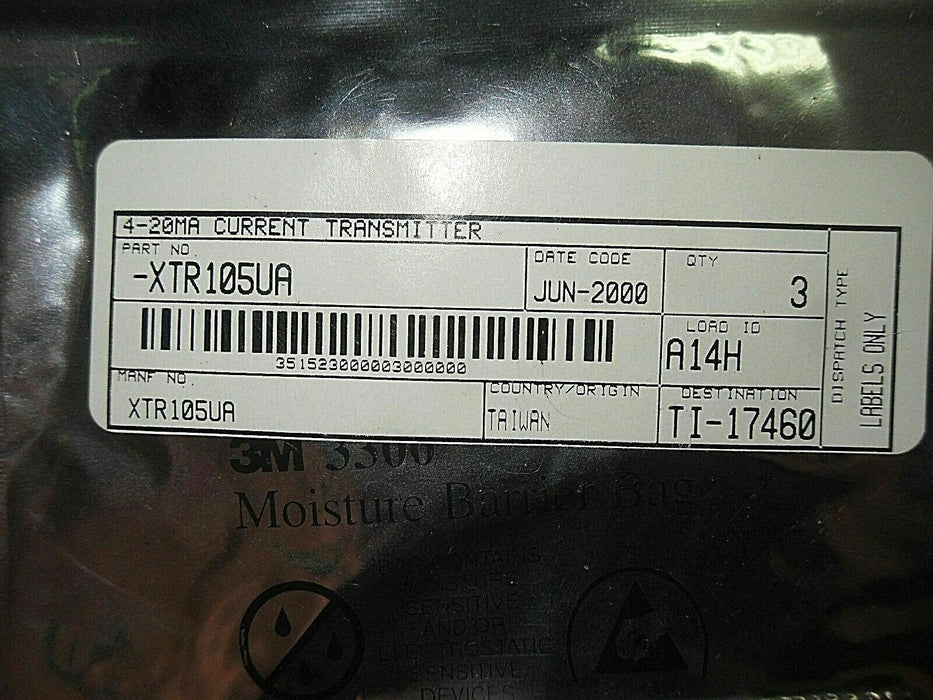 4-20MA CURRENT TRANSMITTER
PART NO.
-XTR105UA
DATE CODE
JUN-2000
QTY
3
351523000003000000
LOAD ID
A14H
MANF NO.
XTR105UA
COUNTRY/ORIGIN
TAIWAN
DESTINATION
TI-17460
DISPATCH TYPE
LABELS ONLY
3M 3300
Moisture Barrier Bag
BAG CONTAINS
MOISTURE
SENSITIVE
AND/OR
ELECTROSTATIC
SENSITIVE
DEVICES